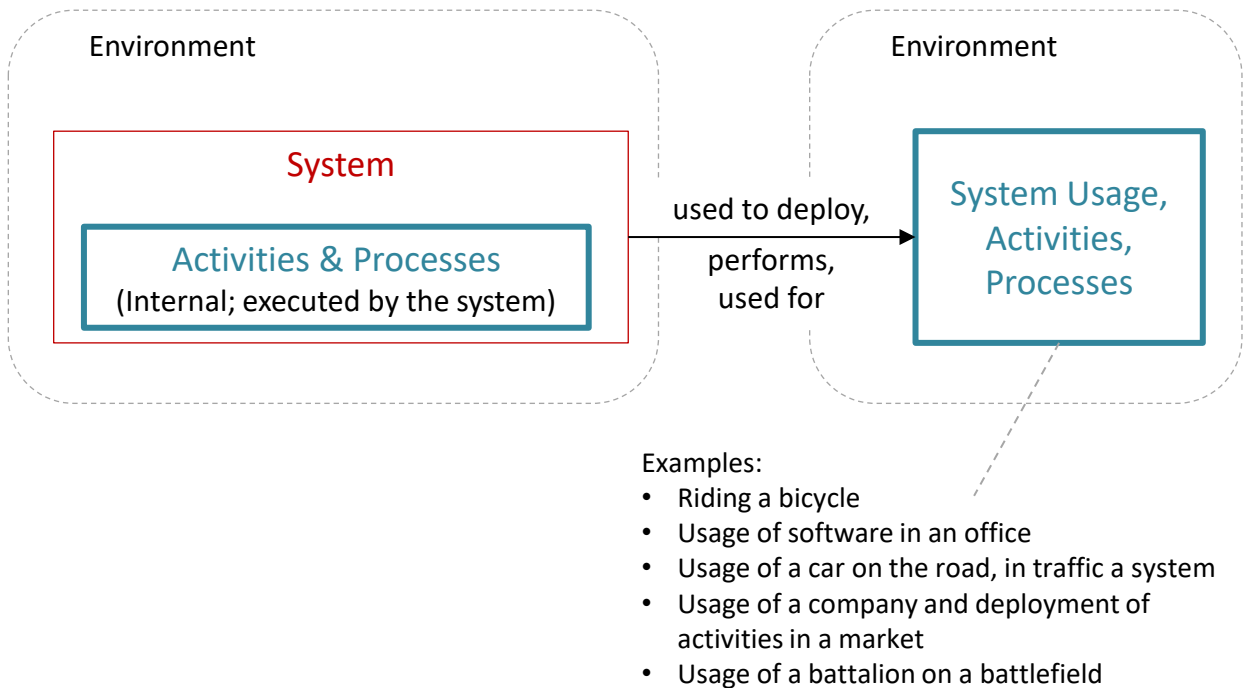 Environment
Environment
System
Activities & Processes
(Internal; executed by the system)
used to deploy,
performs,
used for
System Usage,
Activities,
Processes
Examples:
• Riding a bicycle
• Usage of software in an office
• Usage of a car on the road, in traffic a system
• Usage of a company and deployment of
activities in a market
• Usage of a battalion on a battlefield